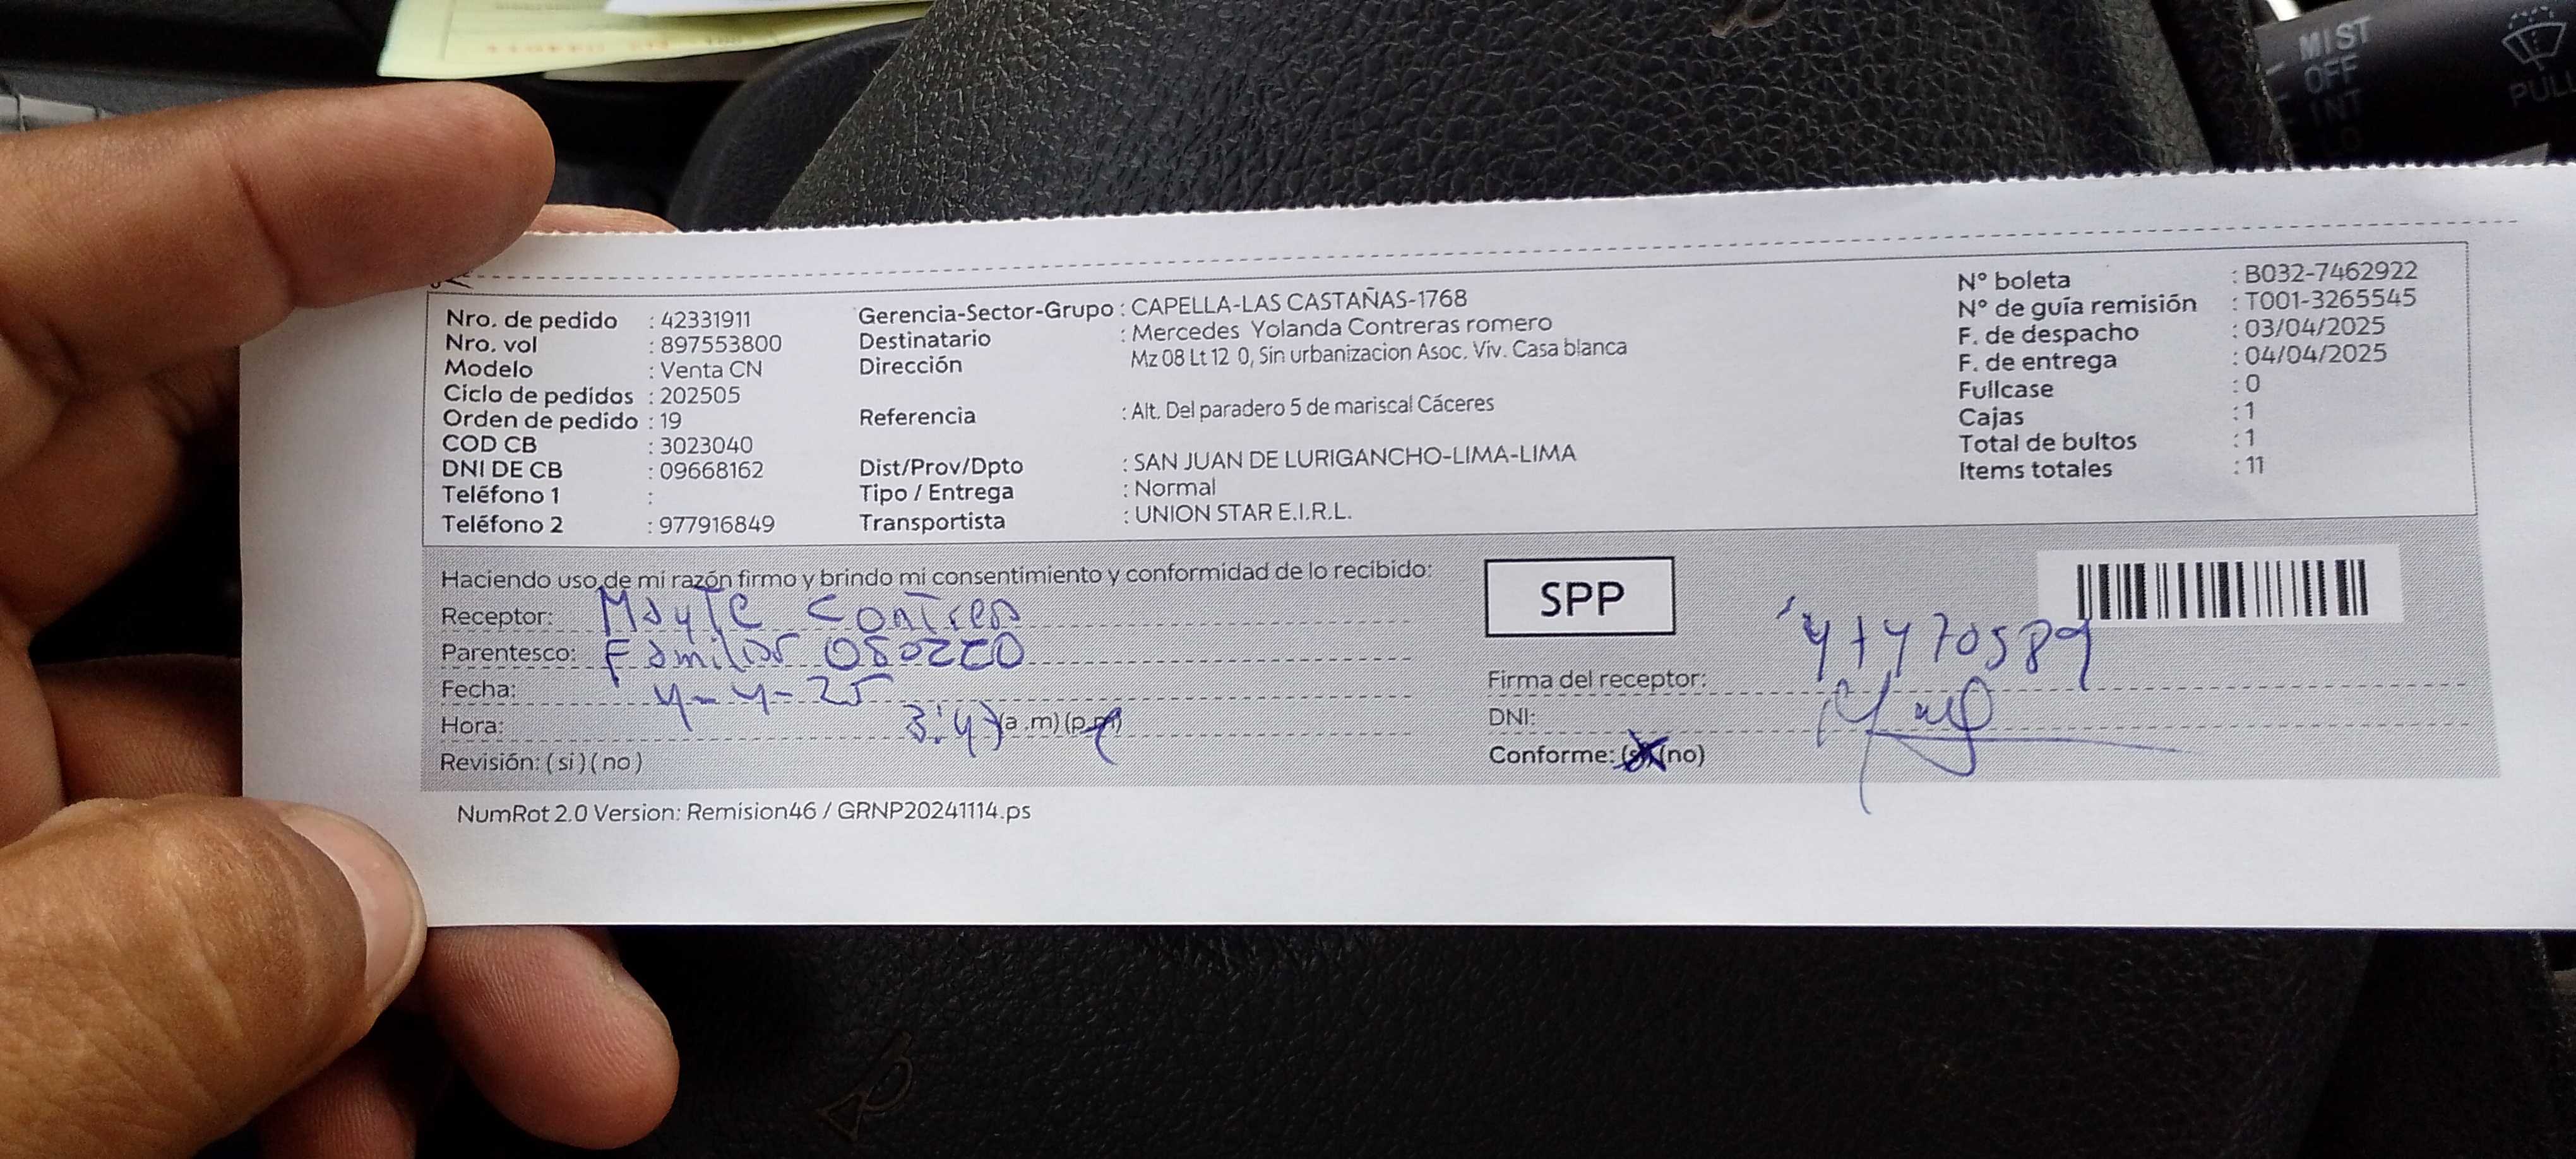 MIST
OFF
INT
LO
PULL
Nro. de pedido : 42331911
Nro. vol : 897553800
Modelo : Venta CN
Ciclo de pedidos : 202505
Orden de pedido : 19
COD CB : 3023040
DNI DE CB : 09668162
Teléfono 1 :
Teléfono 2 : 977916849
Gerencia-Sector-Grupo : CAPELLA-LAS CASTAÑAS-1768
Destinatario : Mercedes Yolanda Contreras romero
Dirección Mz 08 Lt 12 0, Sin urbanizacion Asoc. Viv. Casa blanca
Referencia : Alt. Del paradero 5 de mariscal Cáceres
Dist/Prov/Dpto : SAN JUAN DE LURIGANCHO-LIMA-LIMA
Tipo / Entrega : Normal
Transportista : UNION STAR E.I.R.L.
Nº boleta : B032-7462922
Nº de guía remisión : T001-3265545
F. de despacho : 03/04/2025
F. de entrega : 04/04/2025
Fullcase : 0
Cajas : 1
Total de bultos : 1
Items totales : 11
Haciendo uso de mi razón firmo y brindo mi consentimiento y conformidad de lo recibido:
Receptor: Mayte
Parentesco: Familiar
Fecha: 4-4-25
Hora: (a.m) (p.m)
Revisión: (si) (no)
SPP
Firma del receptor:
DNI:
Conforme: (si) (no)
NumRot 2.0 Version: Remision46 / GRNP20241114.ps